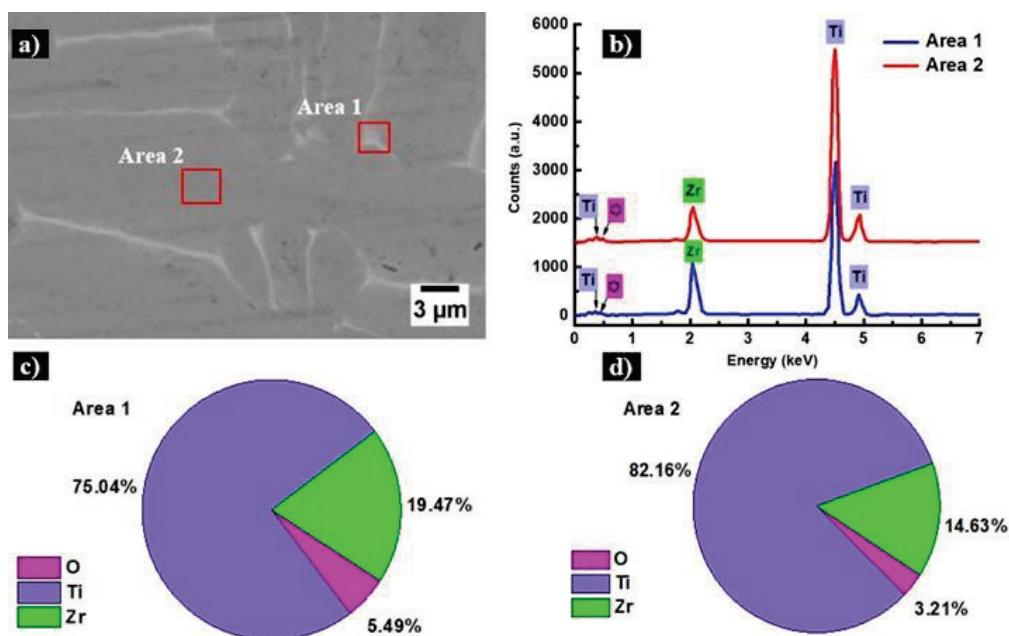 a)
Area 1
Area 2
3 µm
b)
6000
5000
4000
3000
2000
1000
0
Counts (a.u.)
Ti
Area 1
Area 2
Zr
Ti
Ti
O
Zr
Ti
Ti
O
0 1 2 3 4 5 6 7
Energy (keV)
c)
Area 1
75.04%
19.47%
5.49%
O
Ti
Zr
d)
Area 2
82.16%
14.63%
3.21%
O
Ti
Zr